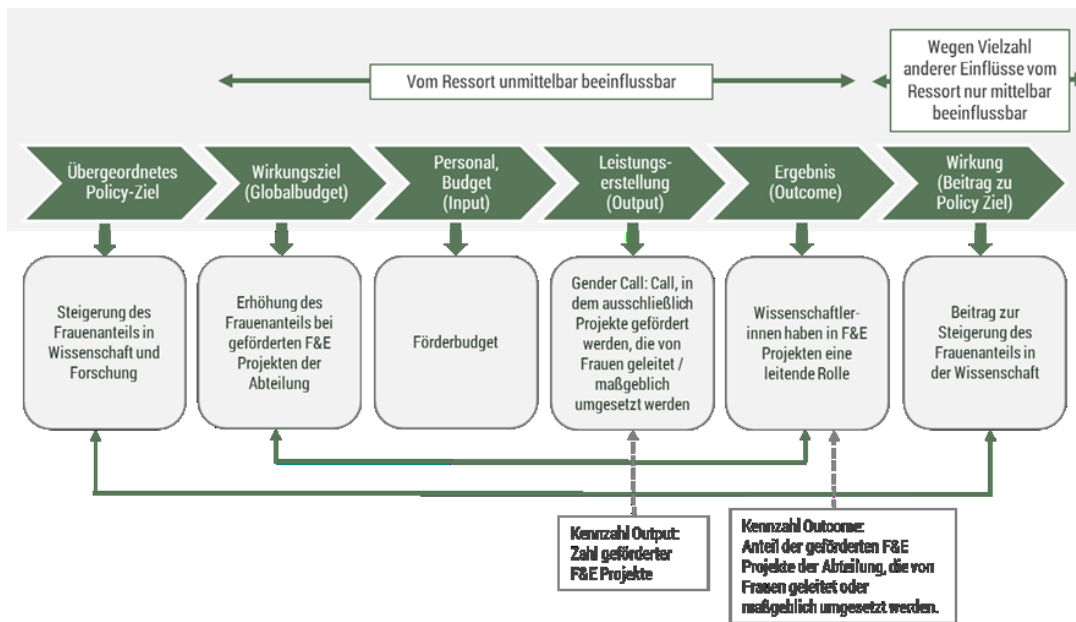 Vom Ressort unmittelbar beeinflussbar
Wegen Vielzahl
anderer Einflüsse vom
Ressort nur mittelbar
beeinflussbar
Übergeordnetes
Policy-Ziel
Wirkungsziel
(Globalbudget)
Personal,
Budget
(Input)
Leistungs-
erstellung
(Output)
Ergebnis
(Outcome)
Wirkung
(Beitrag zu
Policy Ziel)
Steigerung des
Frauenanteils in
Wissenschaft und
Forschung
Erhöhung des
Frauenanteils bei
geförderten F&E
Projekten der
Abteilung
Förderbudget
Gender Call: Call, in
dem ausschließlich
Projekte gefördert
werden, die von
Frauen geleitet /
maßgeblich
umgesetzt werden
Wissenschaftler-
innen haben in F&E
Projekten eine
leitende Rolle
Beitrag zur
Steigerung des
Frauenanteils in
der Wissenschaft
Kennzahl Output:
Zahl geförderter
F&E Projekte
Kennzahl Outcome:
Anteil der geförderten F&E
Projekte der Abteilung, die von
Frauen geleitet oder
maßgeblich umgesetzt werden.